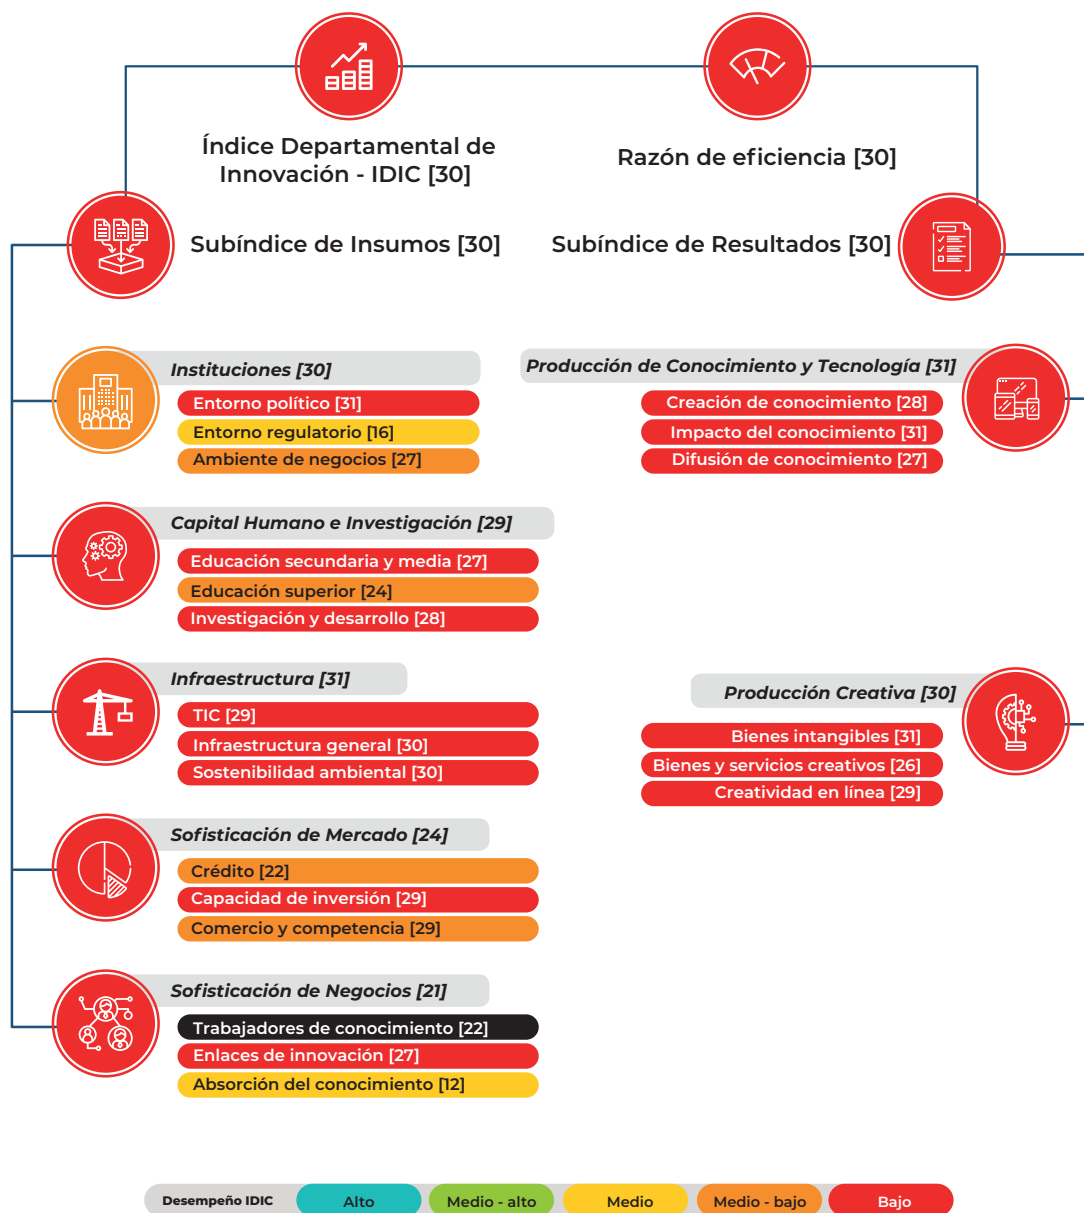 Índice Departamental de
Innovación - IDIC [30]
Razón de eficiencia [30]
Subíndice de Insumos [30]
Subíndice de Resultados [30]
Instituciones [30]
Entorno político [31]
Entorno regulatorio [16]
Ambiente de negocios [27]
Producción de Conocimiento y Tecnología [31]
Creación de conocimiento [28]
Impacto del conocimiento [31]
Difusión de conocimiento [27]
Capital Humano e Investigación [29]
Educación secundaria y media [27]
Educación superior [24]
Investigación y desarrollo [28]
Infraestructura [31]
TIC [29]
Infraestructura general [30]
Sostenibilidad ambiental [30]
Producción Creativa [30]
Bienes intangibles [31]
Bienes y servicios creativos [26]
Creatividad en línea [29]
Sofisticación de Mercado [24]
Crédito [22]
Capacidad de inversión [29]
Comercio y competencia [29]
Sofisticación de Negocios [21]
Trabajadores de conocimiento [22]
Enlaces de innovación [27]
Absorción del conocimiento [12]
Desempeño IDIC Alto Medio - alto Medio Medio - bajo Bajo